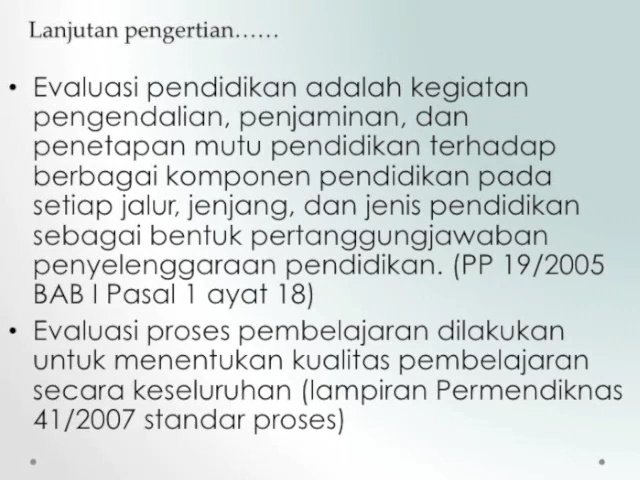 Lanjutan pengertian......
• Evaluasi pendidikan adalah kegiatan
pengendalian, penjaminan, dan
penetapan mutu pendidikan terhadap
berbagai komponen pendidikan pada
setiap jalur, jenjang, dan jenis pendidikan
sebagai bentuk pertanggungjawaban
penyelenggaraan pendidikan. (PP 19/2005
BAB I Pasal 1 ayat 18)
• Evaluasi proses pembelajaran dilakukan
untuk menentukan kualitas pembelajaran
secara keseluruhan (lampiran Permendiknas
41/2007 standar proses)